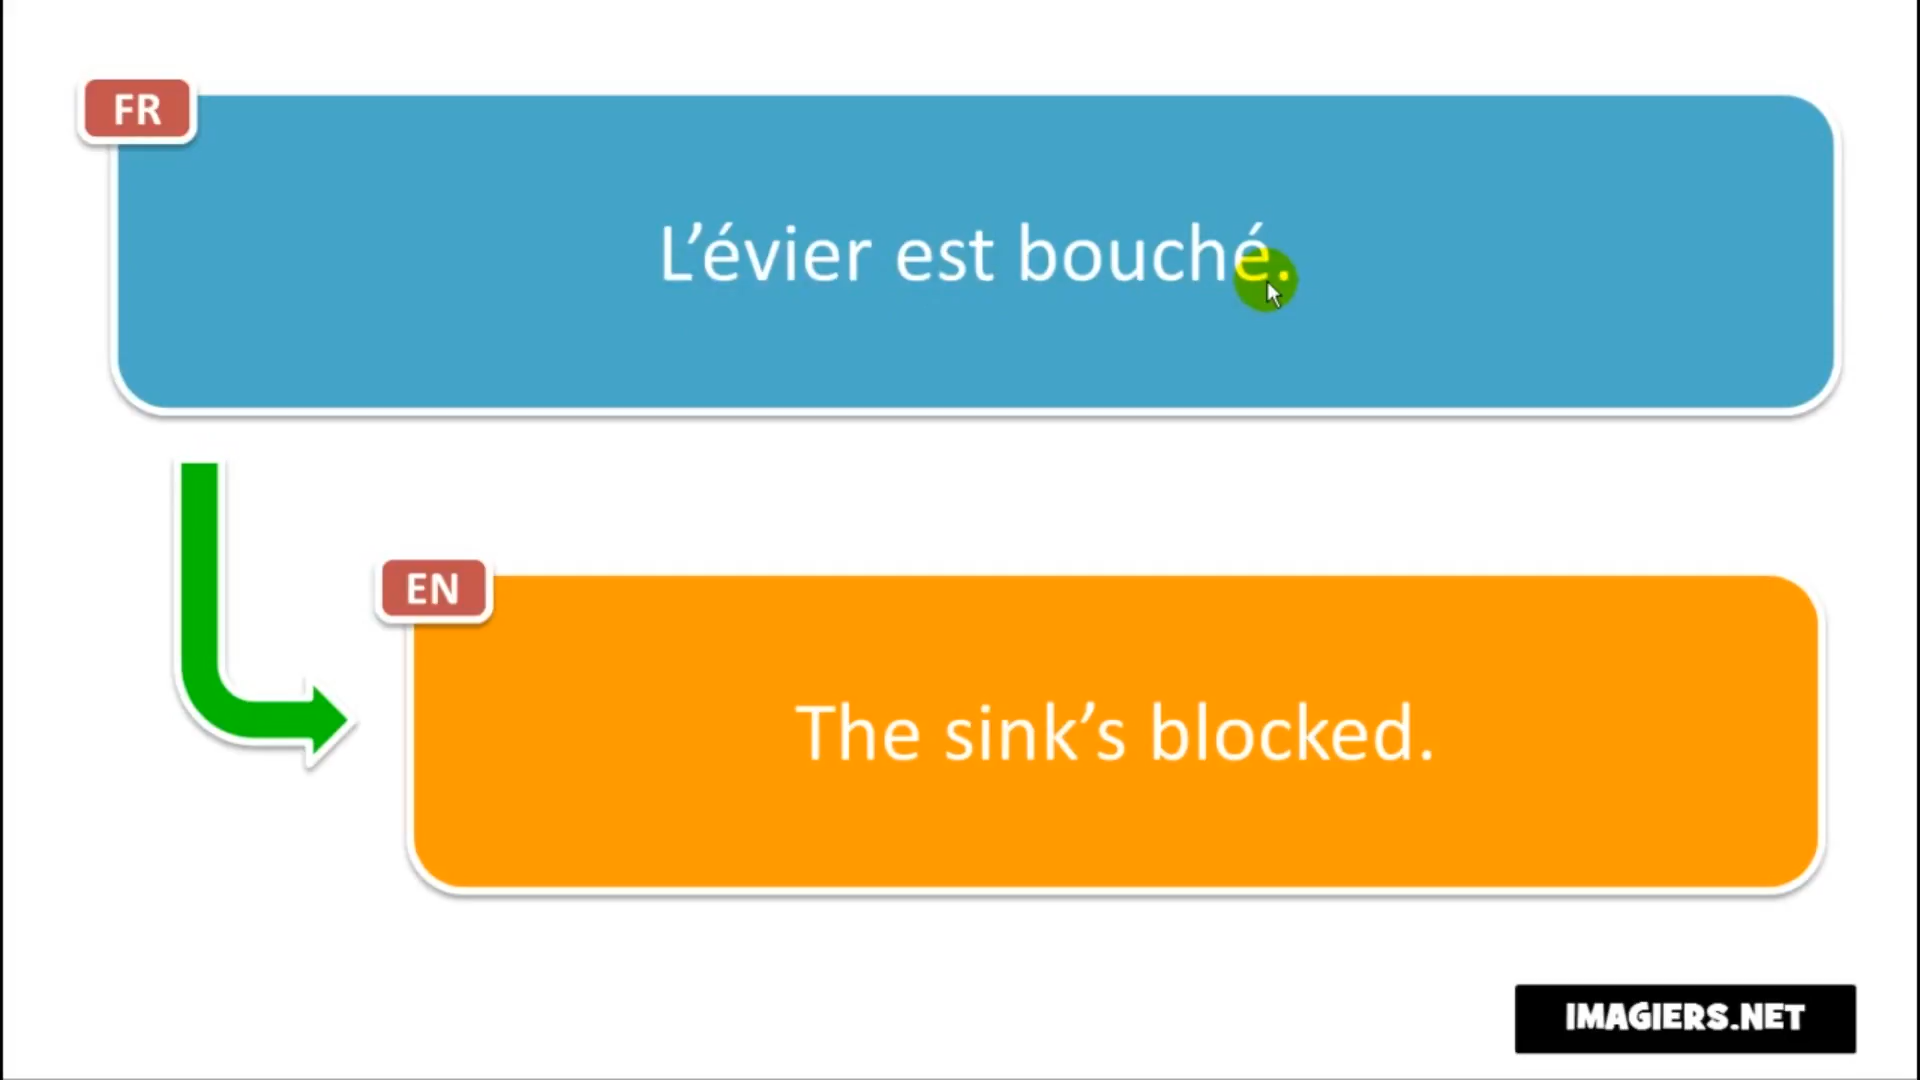 FR
L’évier est bouché.
EN
The sink’s blocked.
IMAGIERS.NET